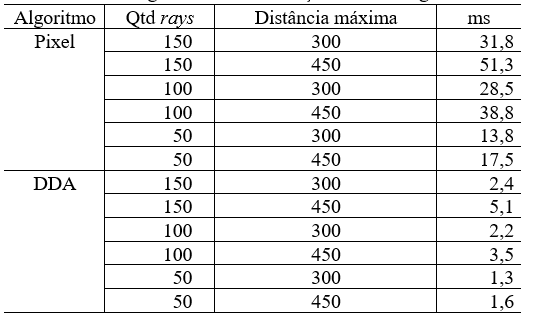 Algoritmo Qtd rays Distância máxima ms
Pixel 150 300 31,8
150 450 51,3
100 300 28,5
100 450 38,8
50 300 13,8
50 450 17,5
DDA 150 300 2,4
150 450 5,1
100 300 2,2
100 450 3,5
50 300 1,3
50 450 1,6